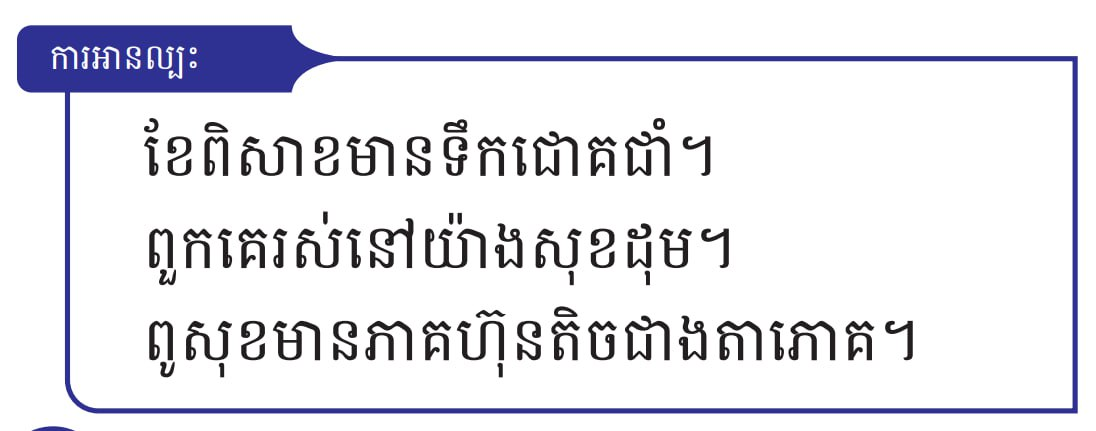 ការអានល្បះ
ខែពិសាខមានទឹកជោគជាំ។
ពួកគេរស់នៅយ៉ាងសុខដុម។
ពូសុខមានភាគហ៊ុនតិចជាងតាភោគ។